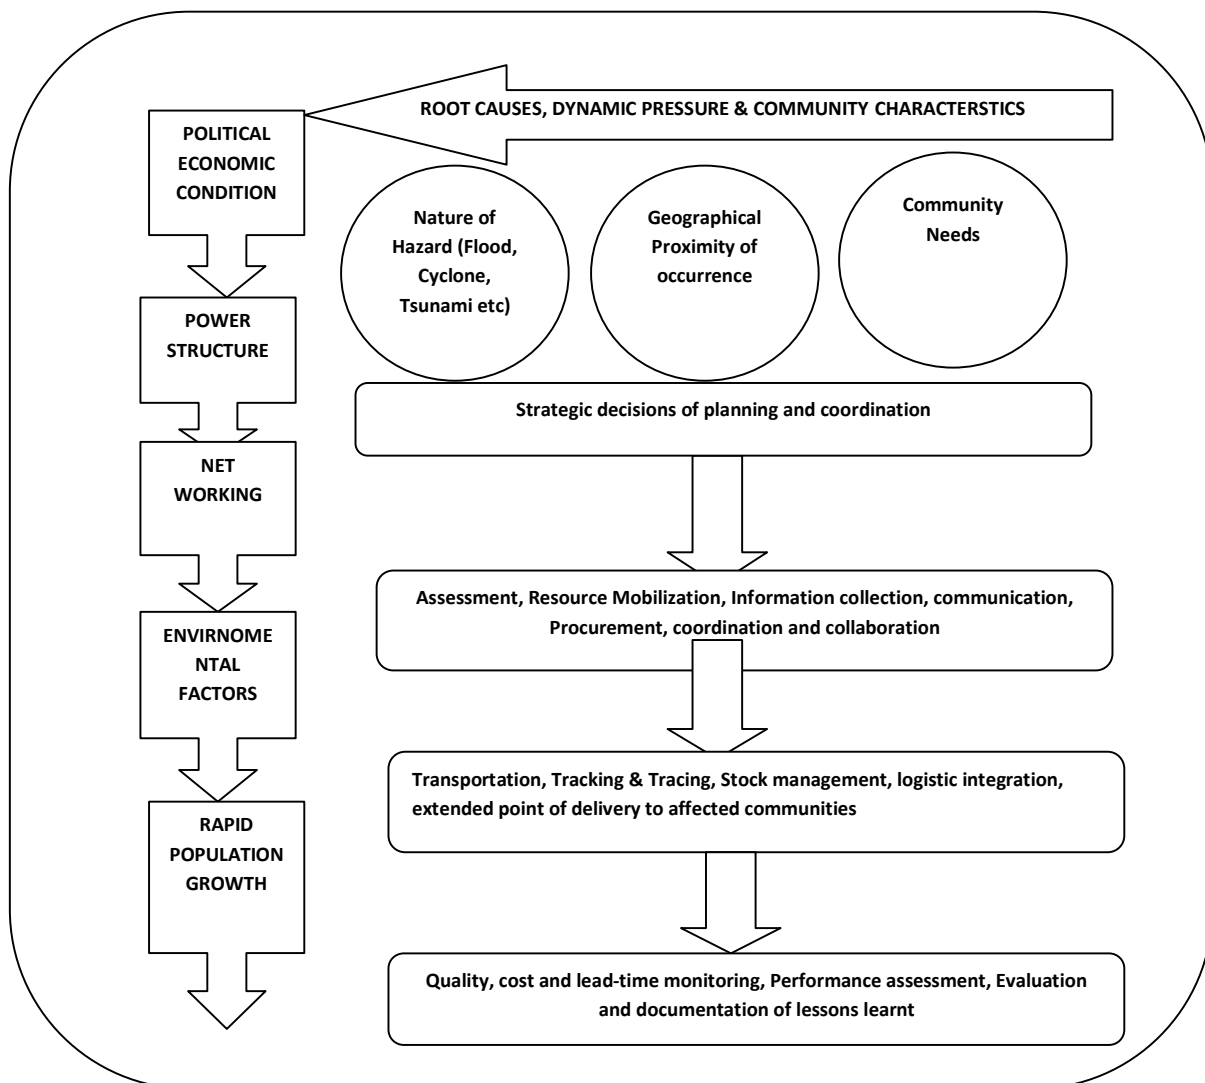 ROOT CAUSES, DYNAMIC PRESSURE & COMMUNITY CHARACTERSTICS
POLITICAL
ECONOMIC
CONDITION
POWER
STRUCTURE
NET
WORKING
ENVIRNOME
NTAL
FACTORS
RAPID
POPULATION
GROWTH
Nature of
Hazard (Flood,
Cyclone,
Tsunami etc)
Geographical
Proximity of
occurrence
Community
Needs
Strategic decisions of planning and coordination
Assessment, Resource Mobilization, Information collection, communication,
Procurement, coordination and collaboration
Transportation, Tracking & Tracing, Stock management, logistic integration,
extended point of delivery to affected communities
Quality, cost and lead-time monitoring, Performance assessment, Evaluation
and documentation of lessons learnt